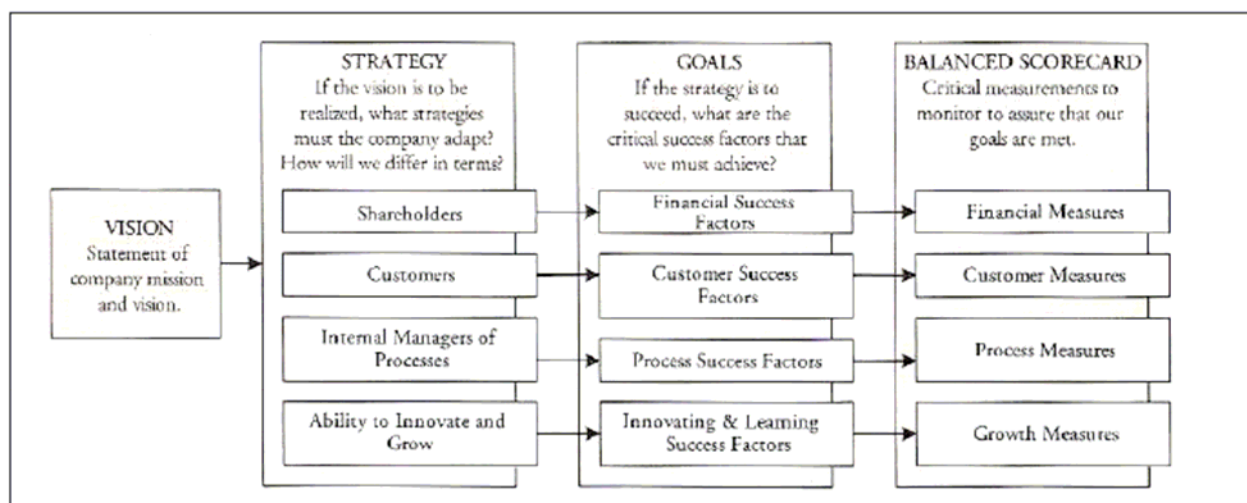 VISION
Statement of
company mission
and vision.
STRATEGY
If the vision is to be
realized, what strategies
must the company adapt?
How will we differ in terms?
Shareholders
Customers
Internal Managers of
Processes
Ability to Innovate and
Grow
GOALS
If the strategy is to
succeed, what are the
critical success factors that
we must achieve?
Financial Success
Factors
Customer Success
Factors
Process Success Factors
Innovating & Learning
Success Factors
BALANCED SCORECARD
Critical measurements to
monitor to assure that our
goals are met.
Financial Measures
Customer Measures
Process Measures
Growth Measures